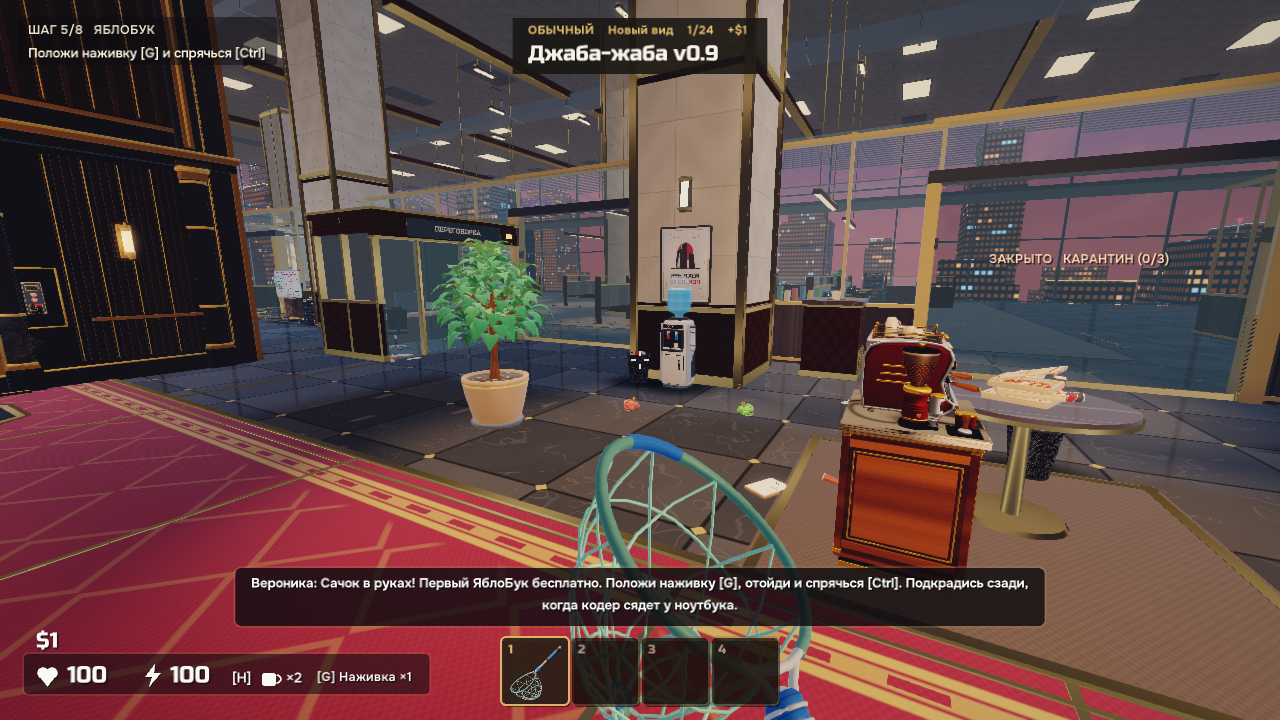 ШАГ 5/8 ЯБЛОБУК
Положи наживку [G] и спрячься [Ctrl]
ОБЫЧНЫЙ Новый вид 1/24 +$1
Джаба-жаба v0.9
ПЕРЕГОВОРКА
ЗАКРЫТО КАРАНТИН (0/3)
Вероника: Сачок в руках! Первый ЯблоБук бесплатно. Положи наживку [G], отойди и спрячься [Ctrl]. Подкрадись сзади,
когда кодер сядет у ноутбука.
$1
100 100 [H] ×2 [G] Наживка ×1
1 2 3 4